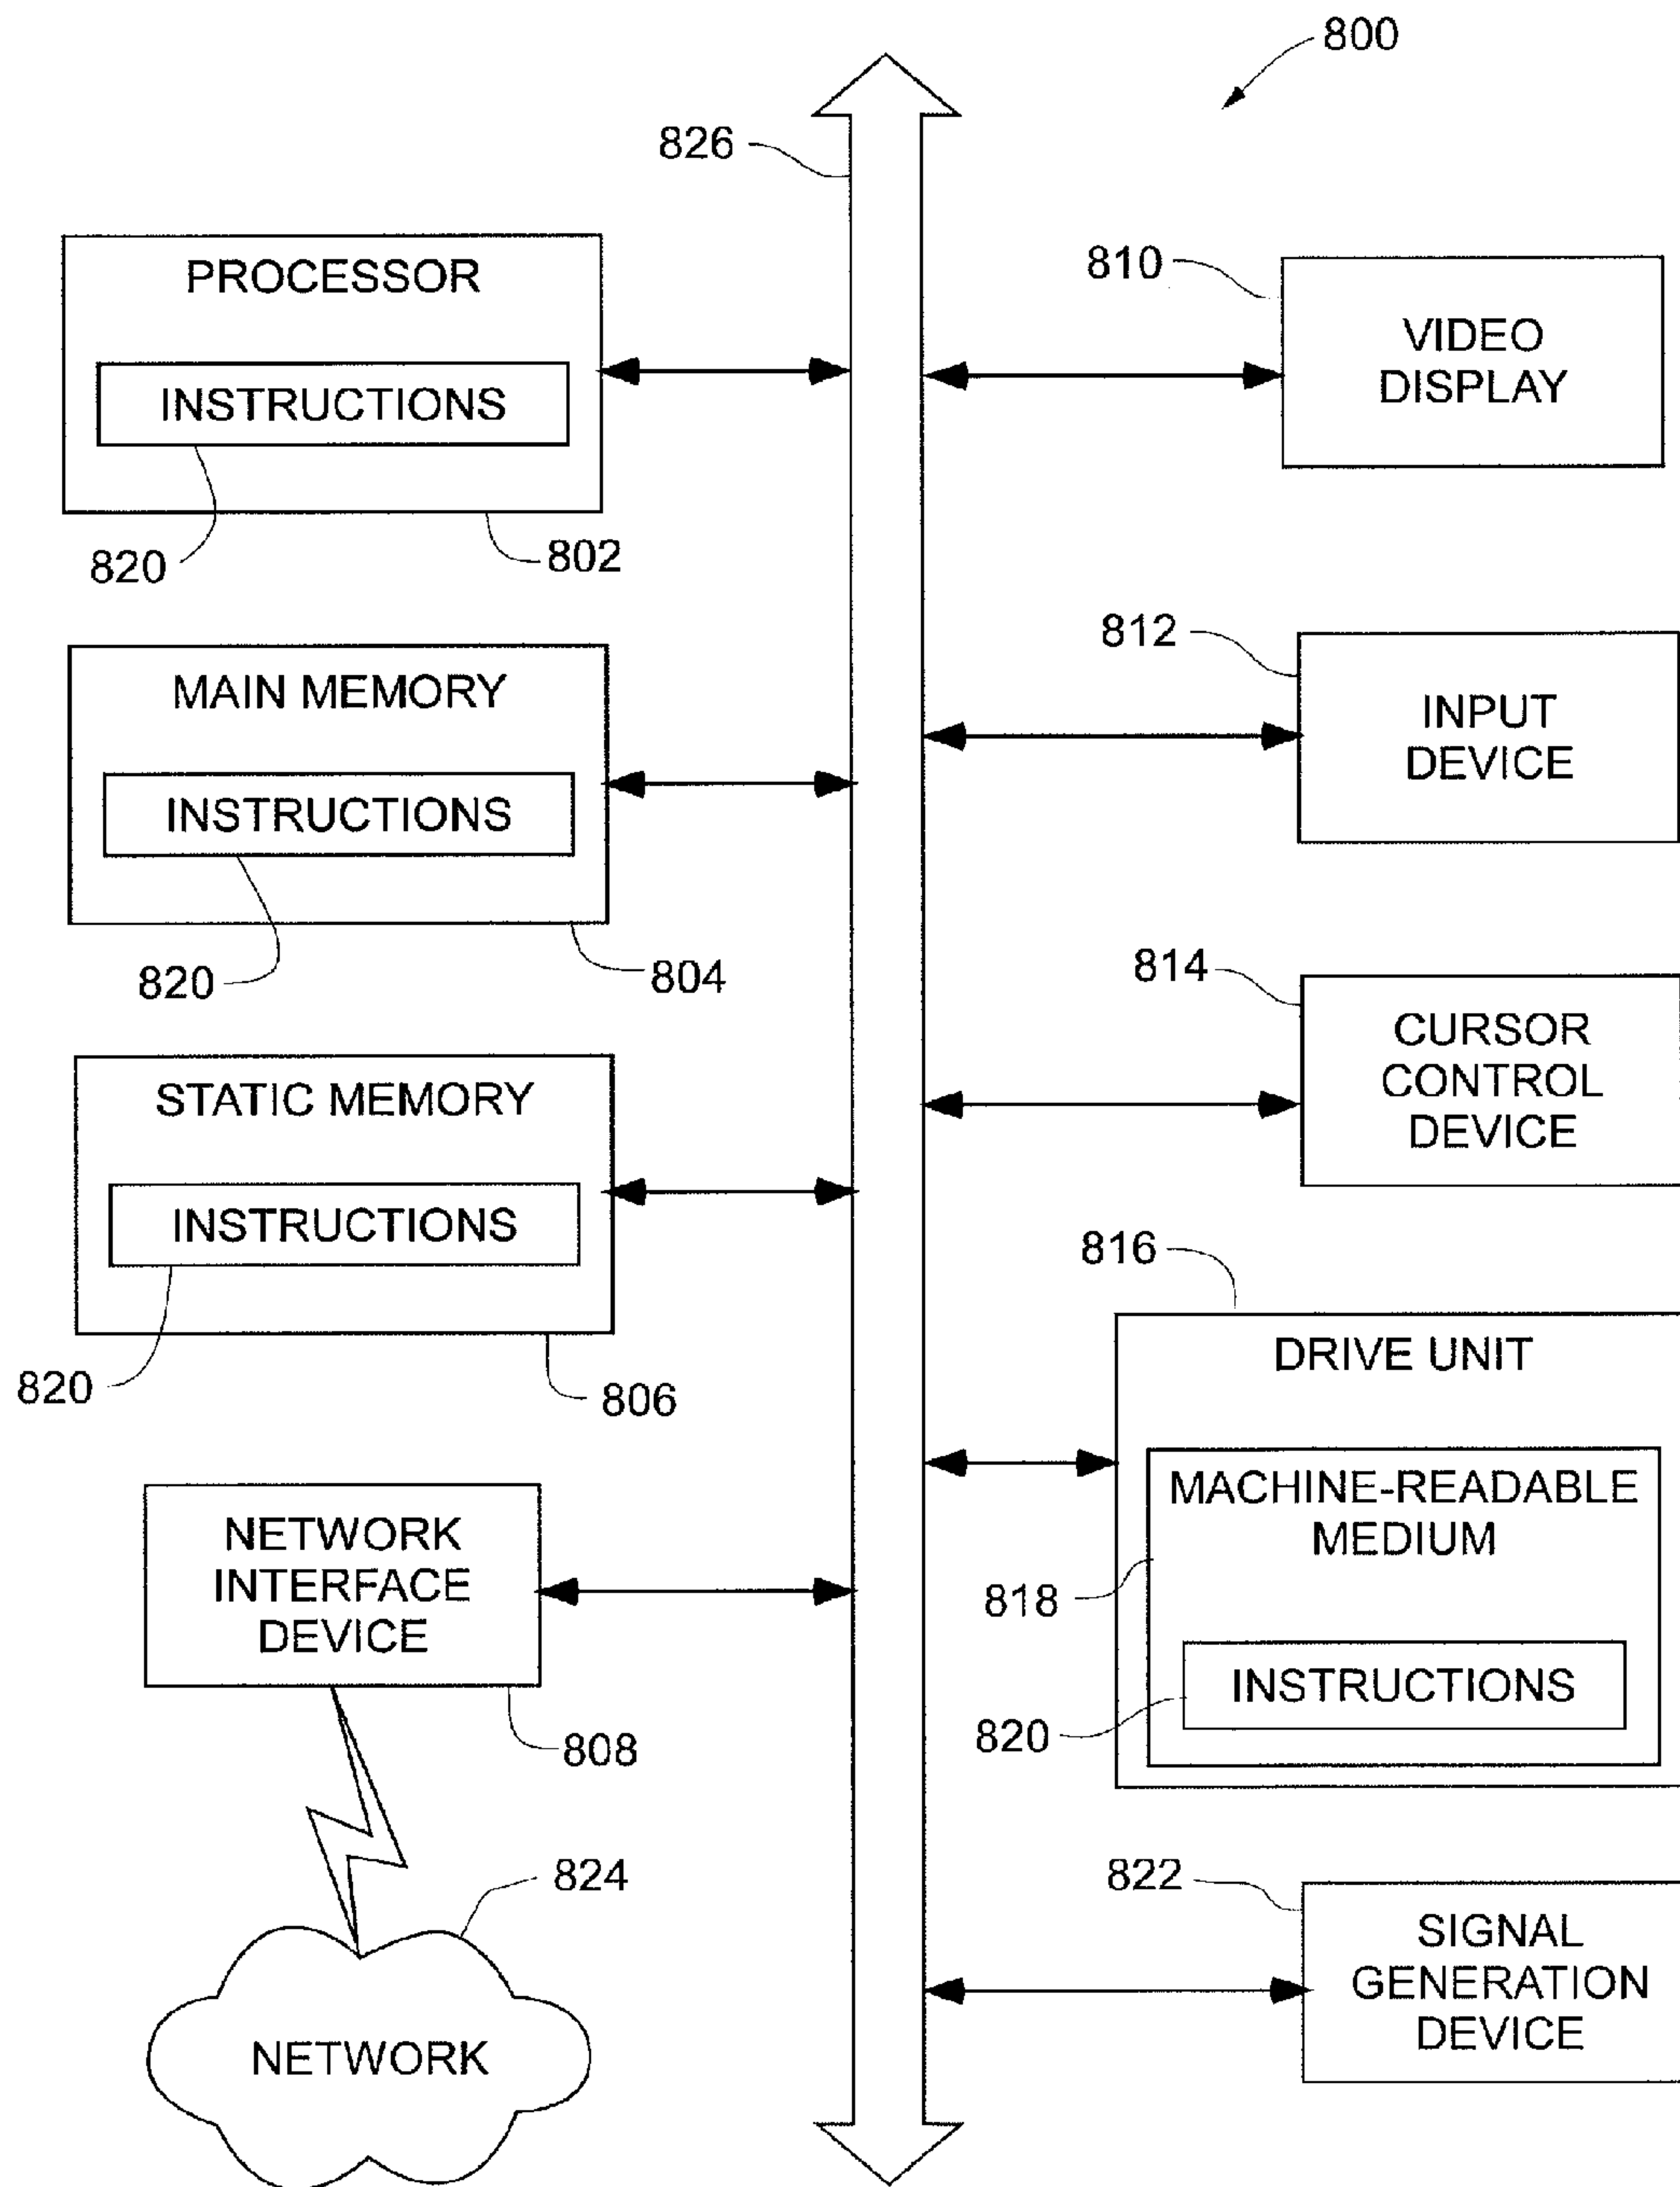 800
826
PROCESSOR
INSTRUCTIONS
820
802
MAIN MEMORY
INSTRUCTIONS
820
804
STATIC MEMORY
INSTRUCTIONS
820
806
NETWORK
INTERFACE
DEVICE
808
824
NETWORK
810
VIDEO
DISPLAY
812
INPUT
DEVICE
814
CURSOR
CONTROL
DEVICE
816
DRIVE UNIT
MACHINE-READABLE
MEDIUM
818
INSTRUCTIONS
820
822
SIGNAL
GENERATION
DEVICE